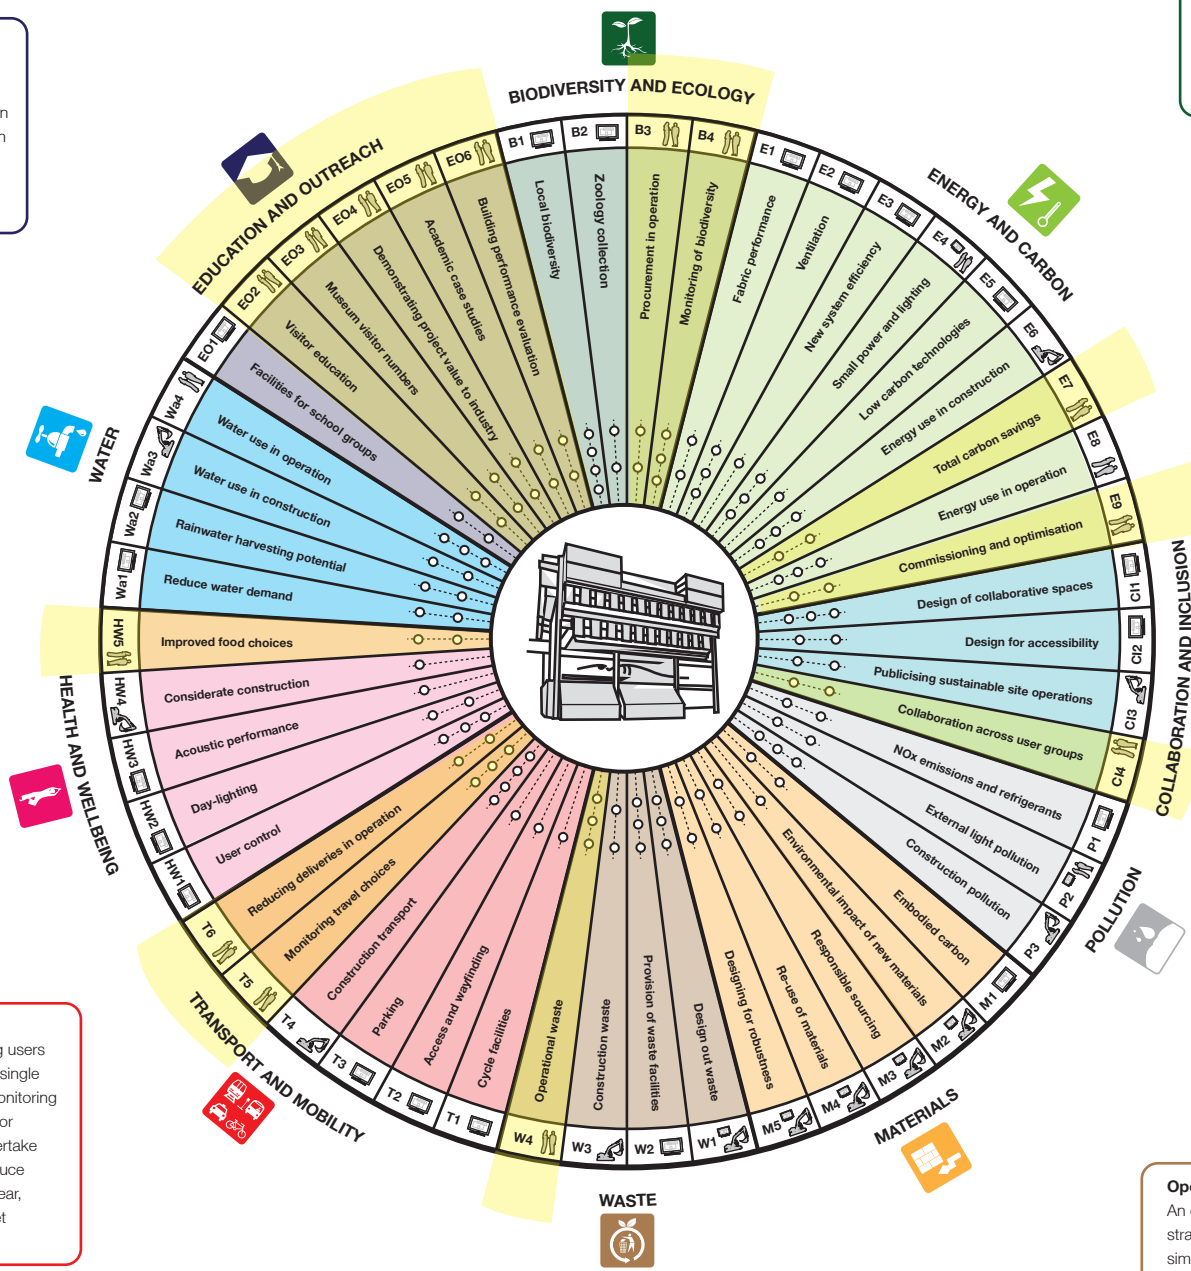 n
n
BIODIVERSITY AND ECOLOGY
B1
Local biodiversity
B2
Zoology collection
B3
Procurement in operation
B4
Monitoring of biodiversity
ENERGY AND CARBON
E1
Fabric performance
E2
Ventilation
E3
New system efficiency
E4
Small power and lighting
E5
Low carbon technologies
E6
Energy use in construction
E7
Total carbon savings
E8
Energy use in operation
E9
Commissioning and optimisation
COLLABORATION AND INCLUSION
CI1
Design of collaborative spaces
CI2
Design for accessibility
CI3
Publicising sustainable site operations
CI4
Collaboration across user groups
POLLUTION
P1
NOx emissions and refrigerants
P2
External light pollution
P3
Construction pollution
MATERIALS
M1
Embodied carbon
M2
Environmental impact of new materials
M3
Responsible sourcing
M4
Re-use of materials
M5
Designing for robustness
WASTE
W1
Design out waste
W2
Provision of waste facilities
W3
Construction waste
W4
Operational waste
TRANSPORT AND MOBILITY
T1
Cycle facilities
T2
Access and wayfinding
T3
Parking
T4
Construction transport
T5
Monitoring travel choices
T6
Reducing deliveries in operation
HEALTH AND WELLBEING
HW1
User control
HW2
Day-lighting
HW3
Acoustic performance
HW4
Considerate construction
HW5
Improved food choices
WATER
Wa1
Reduce water demand
Wa2
Rainwater harvesting potential
Wa3
Water use in construction
Wa4
Water use in operation
EDUCATION AND OUTREACH
EO1
Facilities for school groups
EO2
Visitor education
EO3
Museum visitor numbers
EO4
Demonstrating project value to industry
EO5
Academic case studies
EO6
Building performance evaluation
g users
single
onitoring
or
ertake
uce
ear,
et
Ope
An
stra
sim